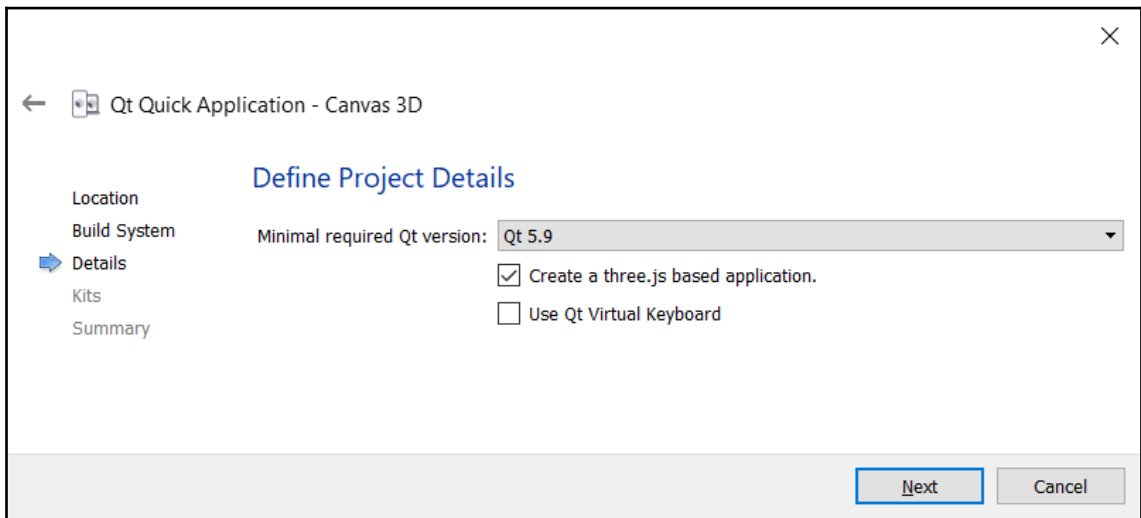 Qt Quick Application - Canvas 3D
Define Project Details
Location
Build System
Details
Kits
Summary
Minimal required Qt version: Qt 5.9
Create a three.js based application.
Use Qt Virtual Keyboard
Next
Cancel